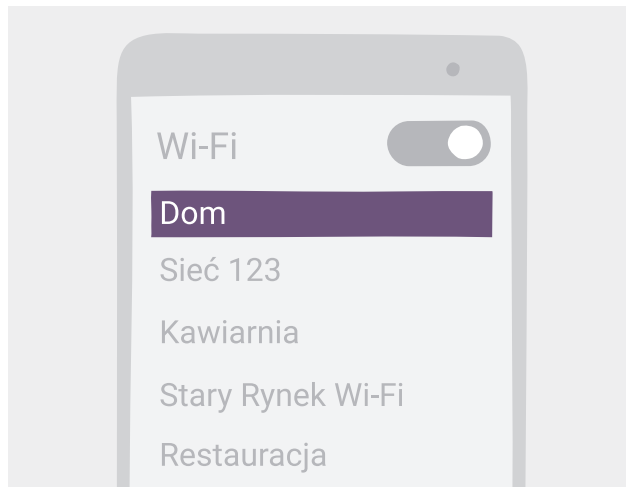 Wi-Fi
Dom
Sieć 123
Kawiarnia
Stary Rynek Wi-Fi
Restauracja